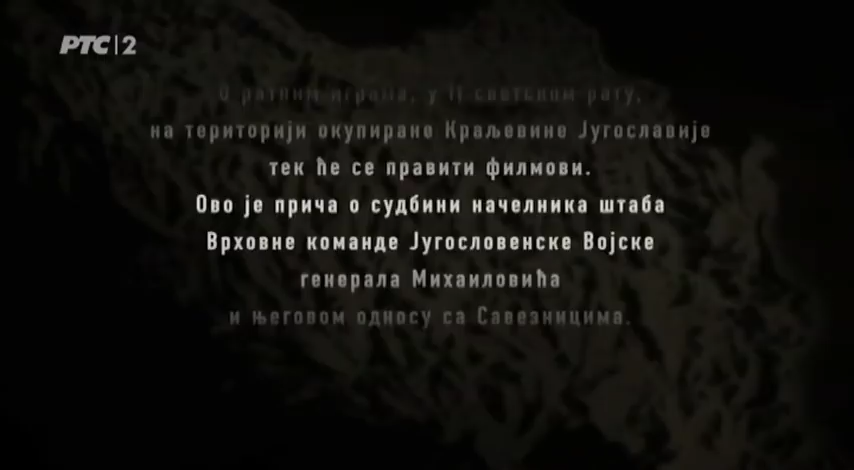 РТС|2
О ратним играма, у II светском рату,
на територији окупиране Краљевине Југославије
тек ће се правити филмови.
Ово је прича о судбини начелника штаба
Врховне команде Југословенске Војске
генерала Михаиловића
и његовом односу са Савезницима.